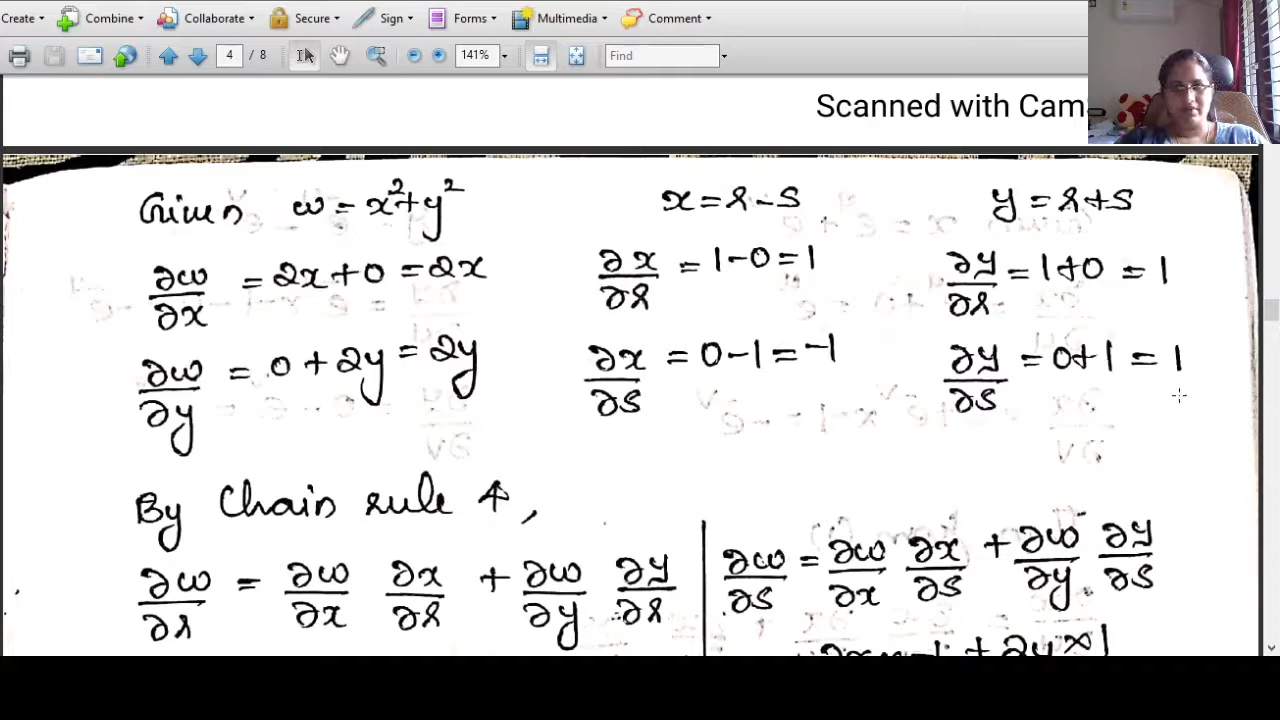 Create Combine Collaborate Secure Sign Forms Multimedia Comment
4 / 8 141% Find
Scanned with Cam
Given w = x²+y² x = r-s y = r+s
∂w/∂x = 2x+0 = 2x ∂x/∂r = 1-0 = 1 ∂y/∂r = 1+0 = 1
∂w/∂y = 0 + 2y = 2y ∂x/∂s = 0-1 = -1 ∂y/∂s = 0+1 = 1
By Chain rule 4,
∂w/∂r = ∂w/∂x ∂x/∂r + ∂w/∂y ∂y/∂r
∂w/∂s = ∂w/∂x ∂x/∂s + ∂w/∂y ∂y/∂s